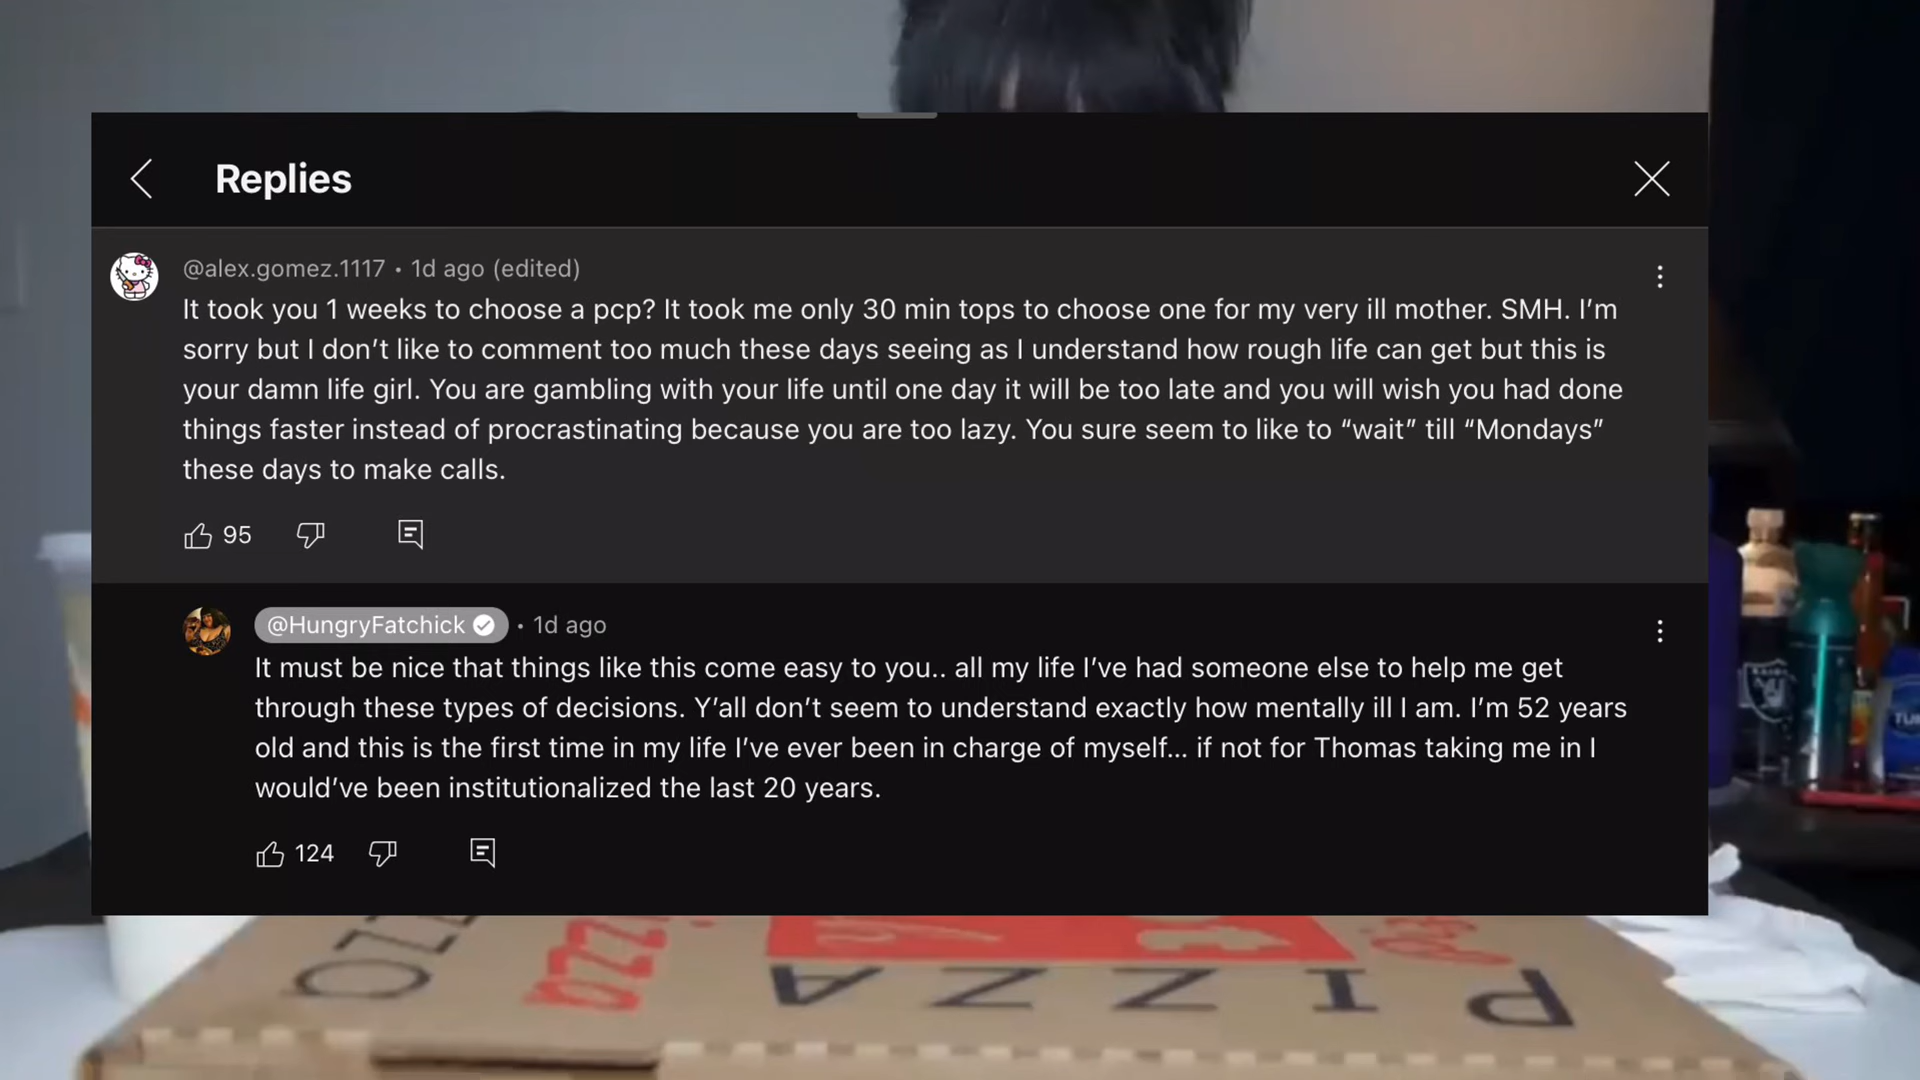 Replies
@alex.gomez.1117 • 1d ago (edited)
It took you 1 weeks to choose a pcp? It took me only 30 min tops to choose one for my very ill mother. SMH. I’m
sorry but I don’t like to comment too much these days seeing as I understand how rough life can get but this is
your damn life girl. You are gambling with your life until one day it will be too late and you will wish you had done
things faster instead of procrastinating because you are too lazy. You sure seem to like to “wait” till “Mondays”
these days to make calls.
95
@HungryFatchick • 1d ago
It must be nice that things like this come easy to you.. all my life I’ve had someone else to help me get
through these types of decisions. Y’all don’t seem to understand exactly how mentally ill I am. I’m 52 years
old and this is the first time in my life I’ve ever been in charge of myself... if not for Thomas taking me in I
would’ve been institutionalized the last 20 years.
124
PIZZA